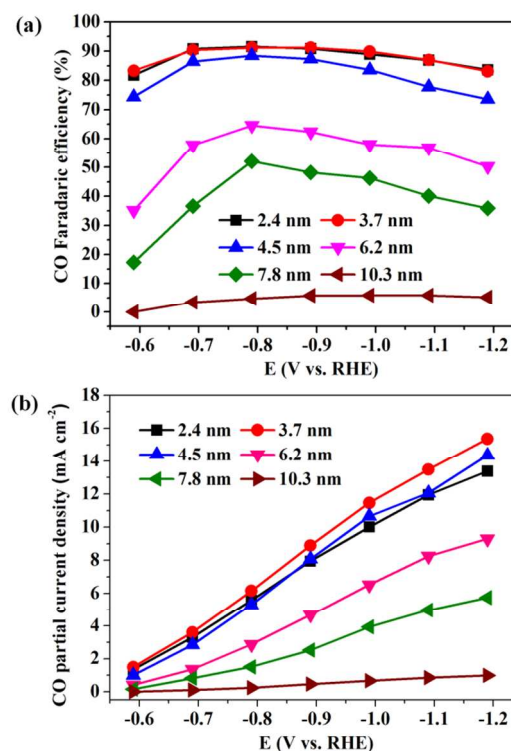 (a)
CO Faradaric efficiency (%)
100
90
80
70
60
50
40
30
20
10
0
2.4 nm 3.7 nm
4.5 nm 6.2 nm
7.8 nm 10.3 nm
-0.6 -0.7 -0.8 -0.9 -1.0 -1.1 -1.2
E (V vs. RHE)
(b)
CO partial current density (mA cm⁻²)
18
16
14
12
10
8
6
4
2
0
2.4 nm 3.7 nm
4.5 nm 6.2 nm
7.8 nm 10.3 nm
-0.6 -0.7 -0.8 -0.9 -1.0 -1.1 -1.2
E (V vs. RHE)